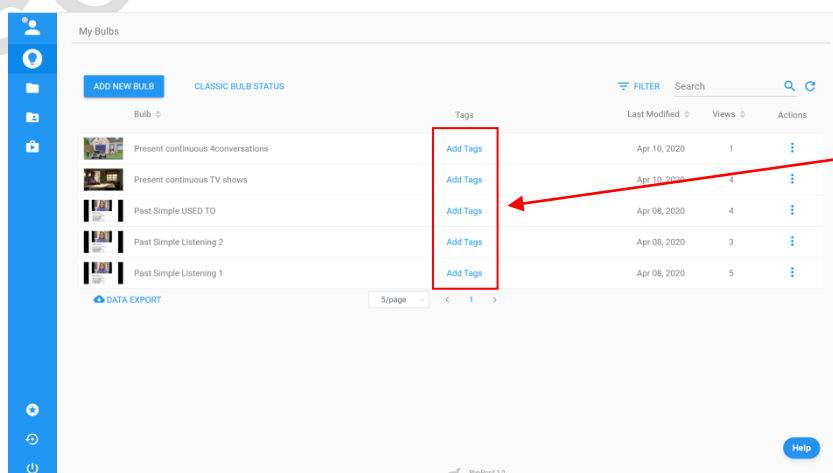 My Bulbs
ADD NEW BULB CLASSIC BULB STATUS FILTER Search
Bulb Tags Last Modified Views Actions
Present continuous 4conversations Add Tags Apr 10, 2020 1
Present continuous TV shows Add Tags Apr 10, 2020 4
Past Simple USED TO Add Tags Apr 08, 2020 4
Past Simple Listening 2 Add Tags Apr 08, 2020 3
Past Simple Listening 1 Add Tags Apr 08, 2020 5
DATA EXPORT 5/page < 1 >
Help